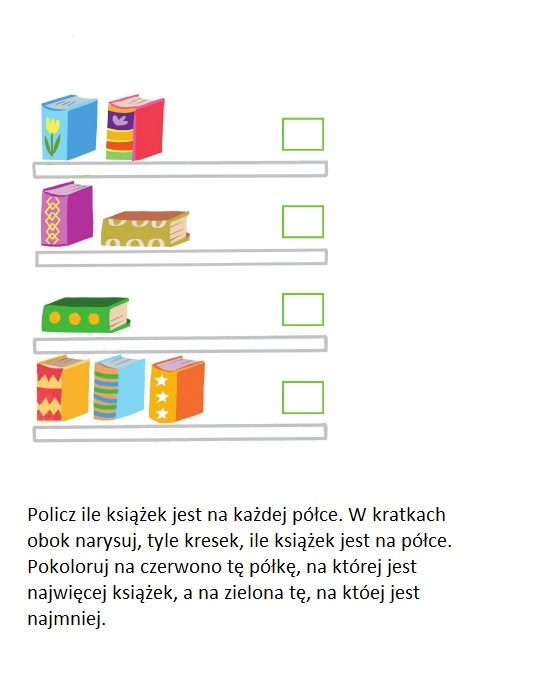 Policz ile książek jest na każdej półce. W kratkach
obok narysuj, tyle kresek, ile książek jest na półce.
Pokoloruj na czerwono tę półkę, na której jest
najwięcej książek, a na zielona tę, na któej jest
najmniej.